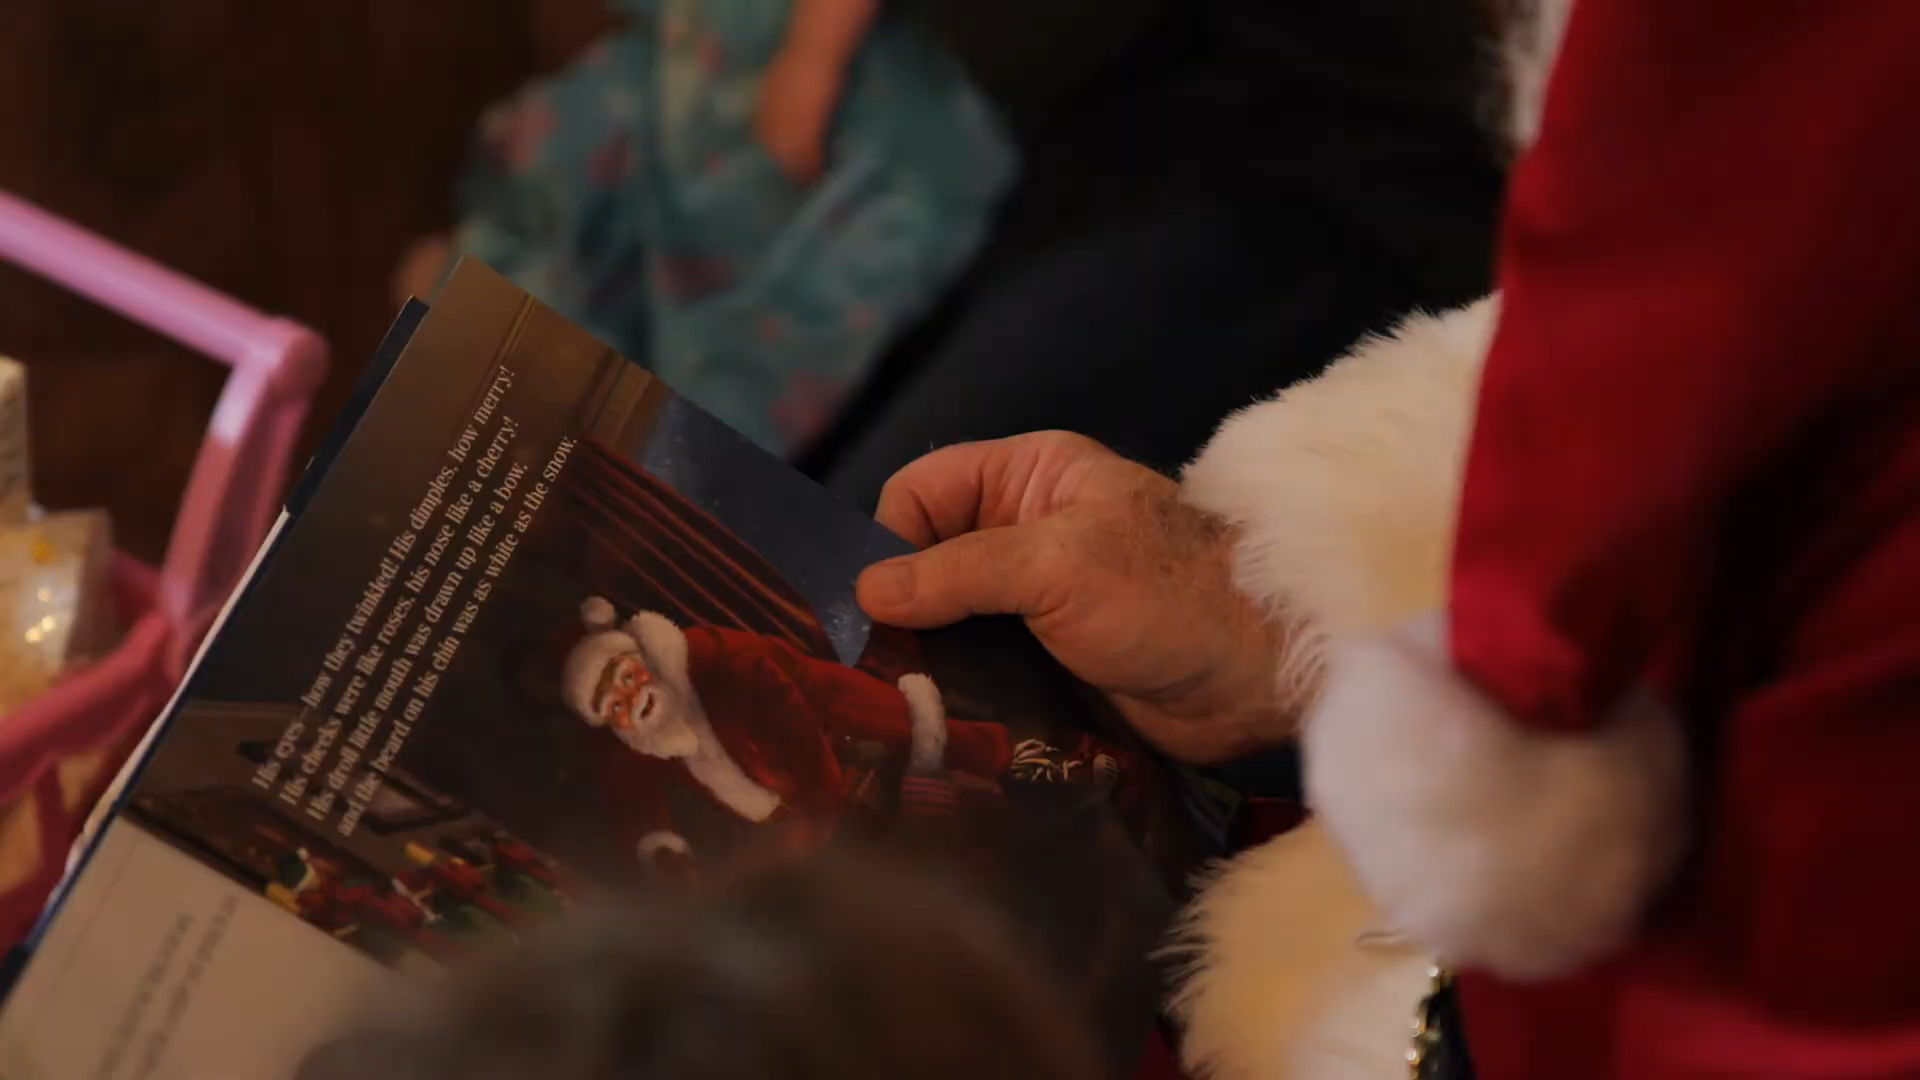 His eyes—how they twinkled! His dimples, how merry!
His cheeks were like roses, his nose like a cherry!
His droll little mouth was drawn up like a bow,
and the beard on his chin was as white as the snow.